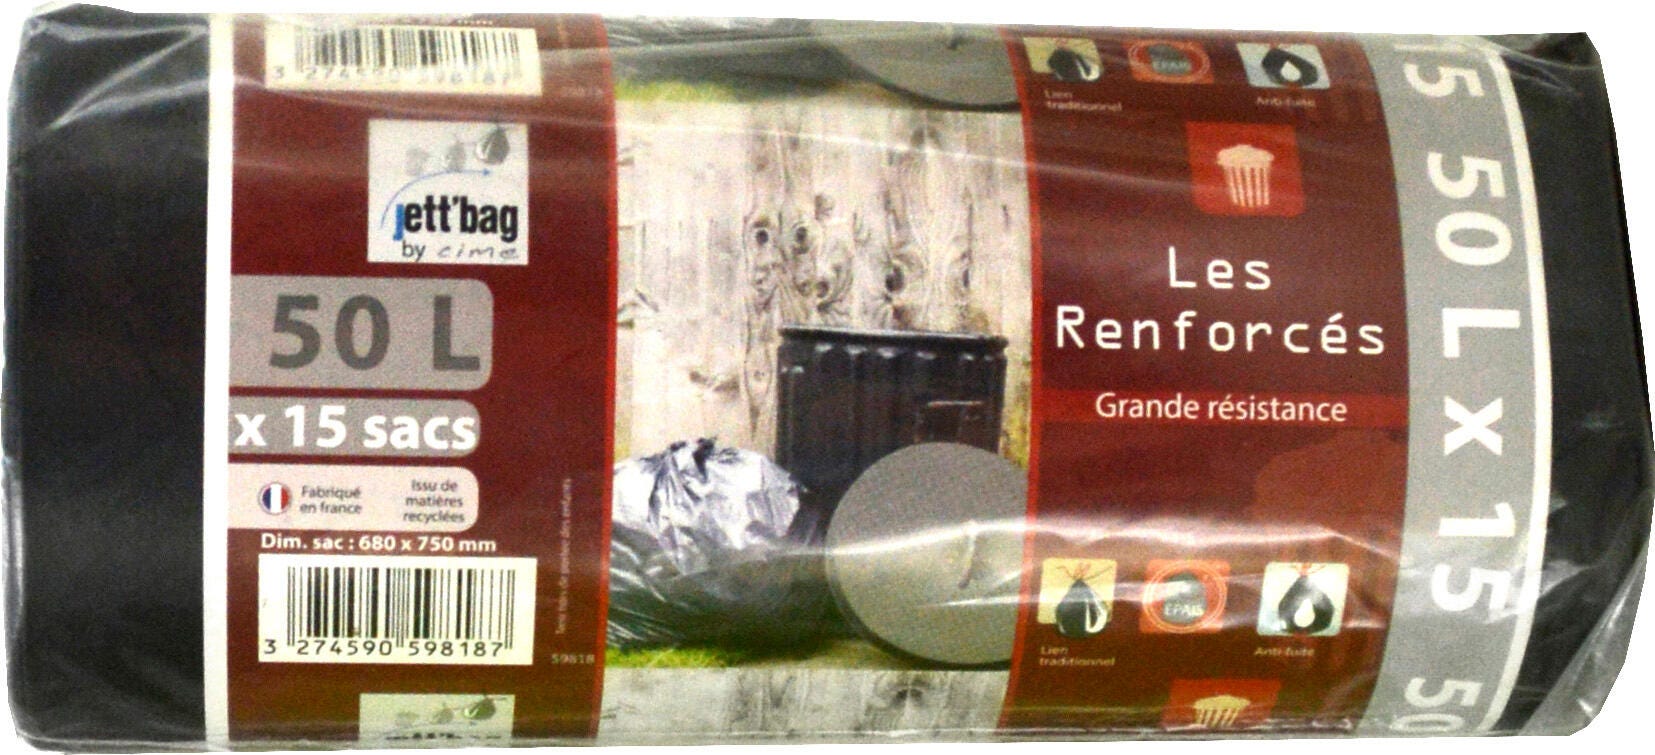 3 274590 598187
59818
jett'bag
by cime
50 L
x 15 sacs
Fabriqué
en france
Issu de
matières
recyclées
Dim. sac : 680 x 750 mm
3 274590 598187
59818
Lien
traditionnel
EPAIS
Anti-fuite
Les
Renforcés
Grande résistance
Lien
traditionnel
EPAIS
Anti-fuite
15 50 L x 15 50